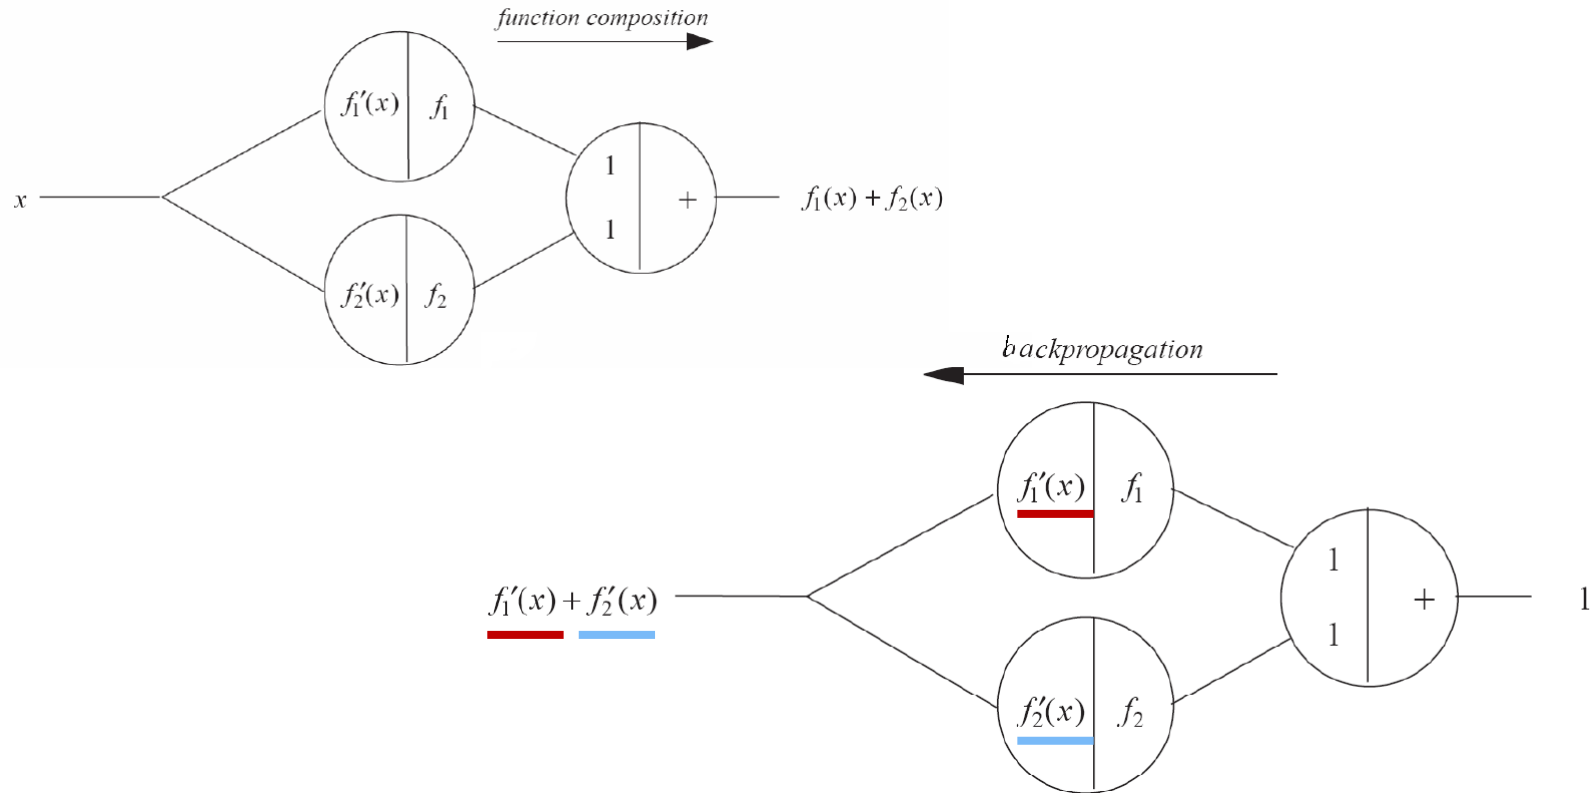 function composition
f₁′(x) f₁
1
x + f₁(x) + f₂(x)
1
f₂′(x) f₂
backpropagation
f₁′(x) f₁
1
f₁′(x) + f₂′(x) + 1
1
f₂′(x) f₂